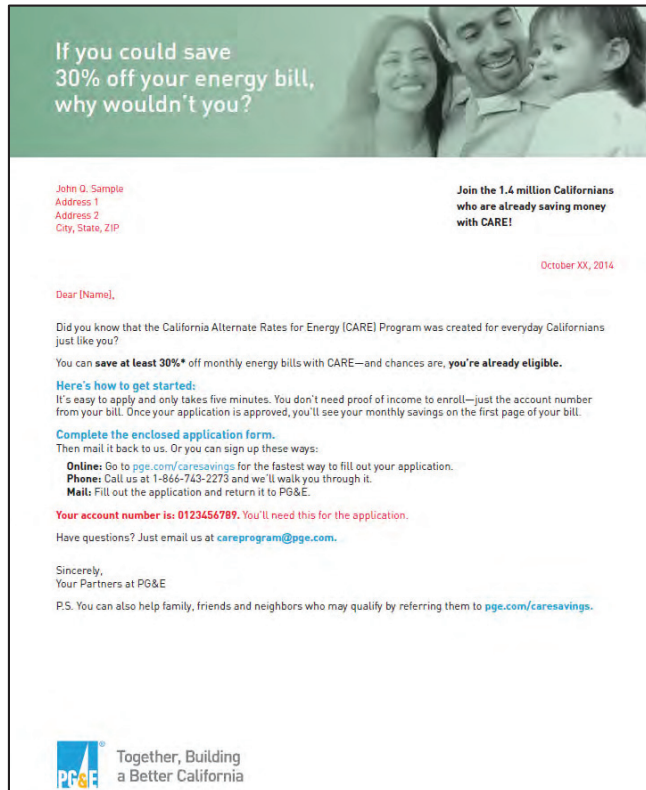 If you could save
30% off your energy bill,
why wouldn't you?
John Q. Sample
Address 1
Address 2
City, State, ZIP
Join the 1.4 million Californians
who are already saving money
with CARE!
October XX, 2014
Dear [Name],
Did you know that the California Alternate Rates for Energy (CARE) Program was created for everyday Californians
just like you?
You can save at least 30%* off monthly energy bills with CARE—and chances are, you're already eligible.
Here's how to get started:
It's easy to apply and only takes five minutes. You don't need proof of income to enroll—just the account number
from your bill. Once your application is approved, you'll see your monthly savings on the first page of your bill.
Complete the enclosed application form.
Then mail it back to us. Or you can sign up these ways:
Online: Go to pge.com/caresavings for the fastest way to fill out your application.
Phone: Call us at 1-866-743-2273 and we'll walk you through it.
Mail: Fill out the application and return it to PG&E.
Your account number is: 0123456789. You'll need this for the application.
Have questions? Just email us at careprogram@pge.com.
Sincerely,
Your Partners at PG&E
P.S. You can also help family, friends and neighbors who may qualify by referring them to pge.com/caresavings.
PG&E ®
Together, Building
a Better California